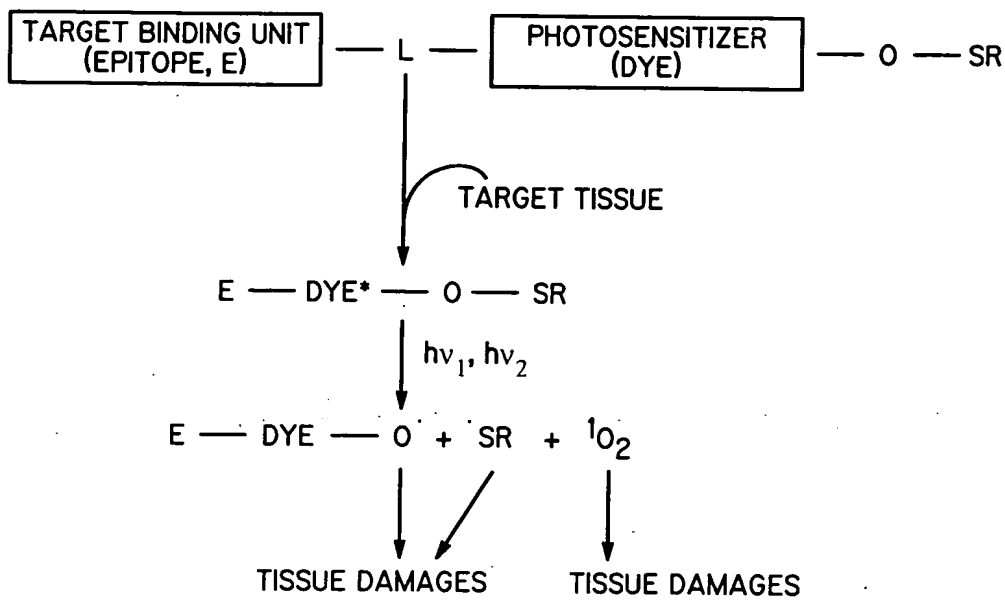 TARGET BINDING UNIT
(EPITOPE, E) — L — PHOTOSENSITIZER
(DYE) — O — SR
TARGET TISSUE
E — DYE* — O — SR
hν₁, hν₂
E — DYE — O˙ + ˙SR + ¹O₂
TISSUE DAMAGES TISSUE DAMAGES